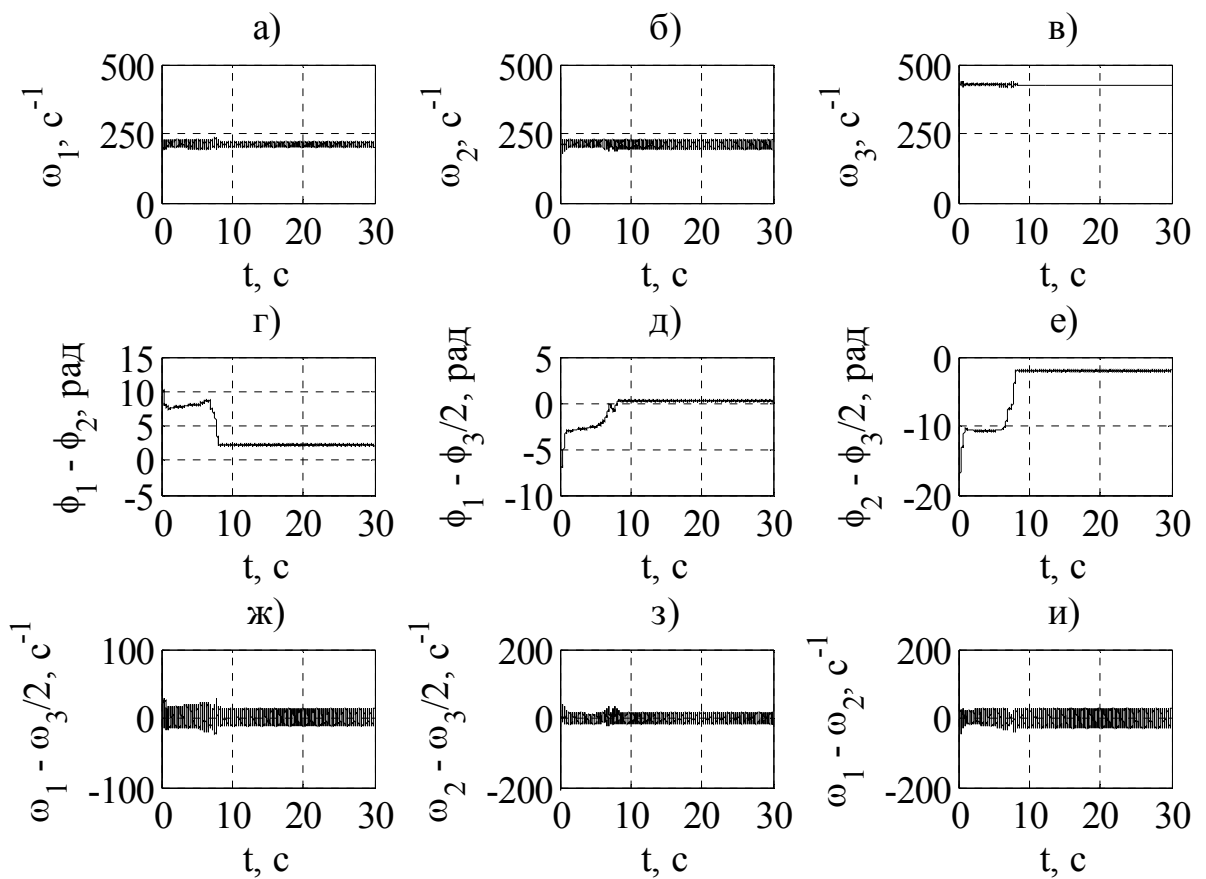 а) б) в)
ω₁, с⁻¹
500
250
0
0 10 20 30
t, с
ω₂, с⁻¹
500
250
0
0 10 20 30
t, с
ω₃, с⁻¹
500
250
0
0 10 20 30
t, с
г) д) е)
ϕ₁ - ϕ₂, рад
15
10
5
0
-5
0 10 20 30
t, с
ϕ₁ - ϕ₃/2, рад
5
0
-5
-10
0 10 20 30
t, с
ϕ₂ - ϕ₃/2, рад
0
-10
-20
0 10 20 30
t, с
ж) з) и)
ω₁ - ω₃/2, с⁻¹
100
0
-100
0 10 20 30
t, с
ω₂ - ω₃/2, с⁻¹
200
0
-200
0 10 20 30
t, с
ω₁ - ω₂, с⁻¹
200
0
-200
0 10 20 30
t, с